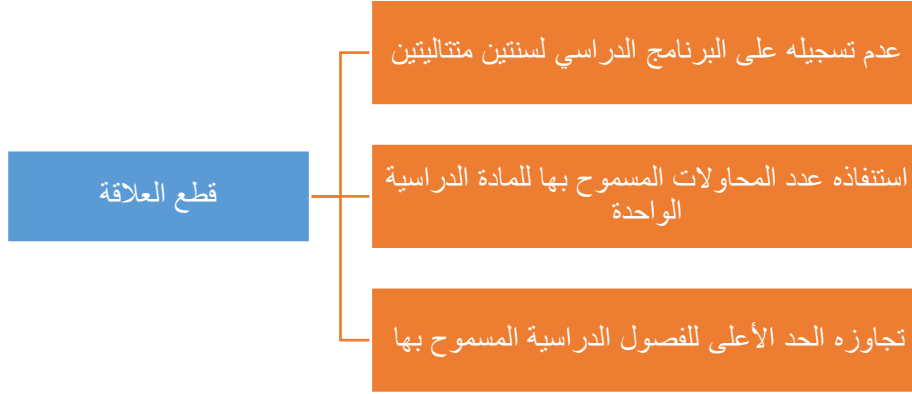 قطع العلاقة
عدم تسجيله على البرنامج الدراسي لسنتين متتاليتين
استنفاذه عدد المحاولات المسموح بها للمادة الدراسية
الواحدة
تجاوزه الحد الأعلى للفصول الدراسية المسموح بها